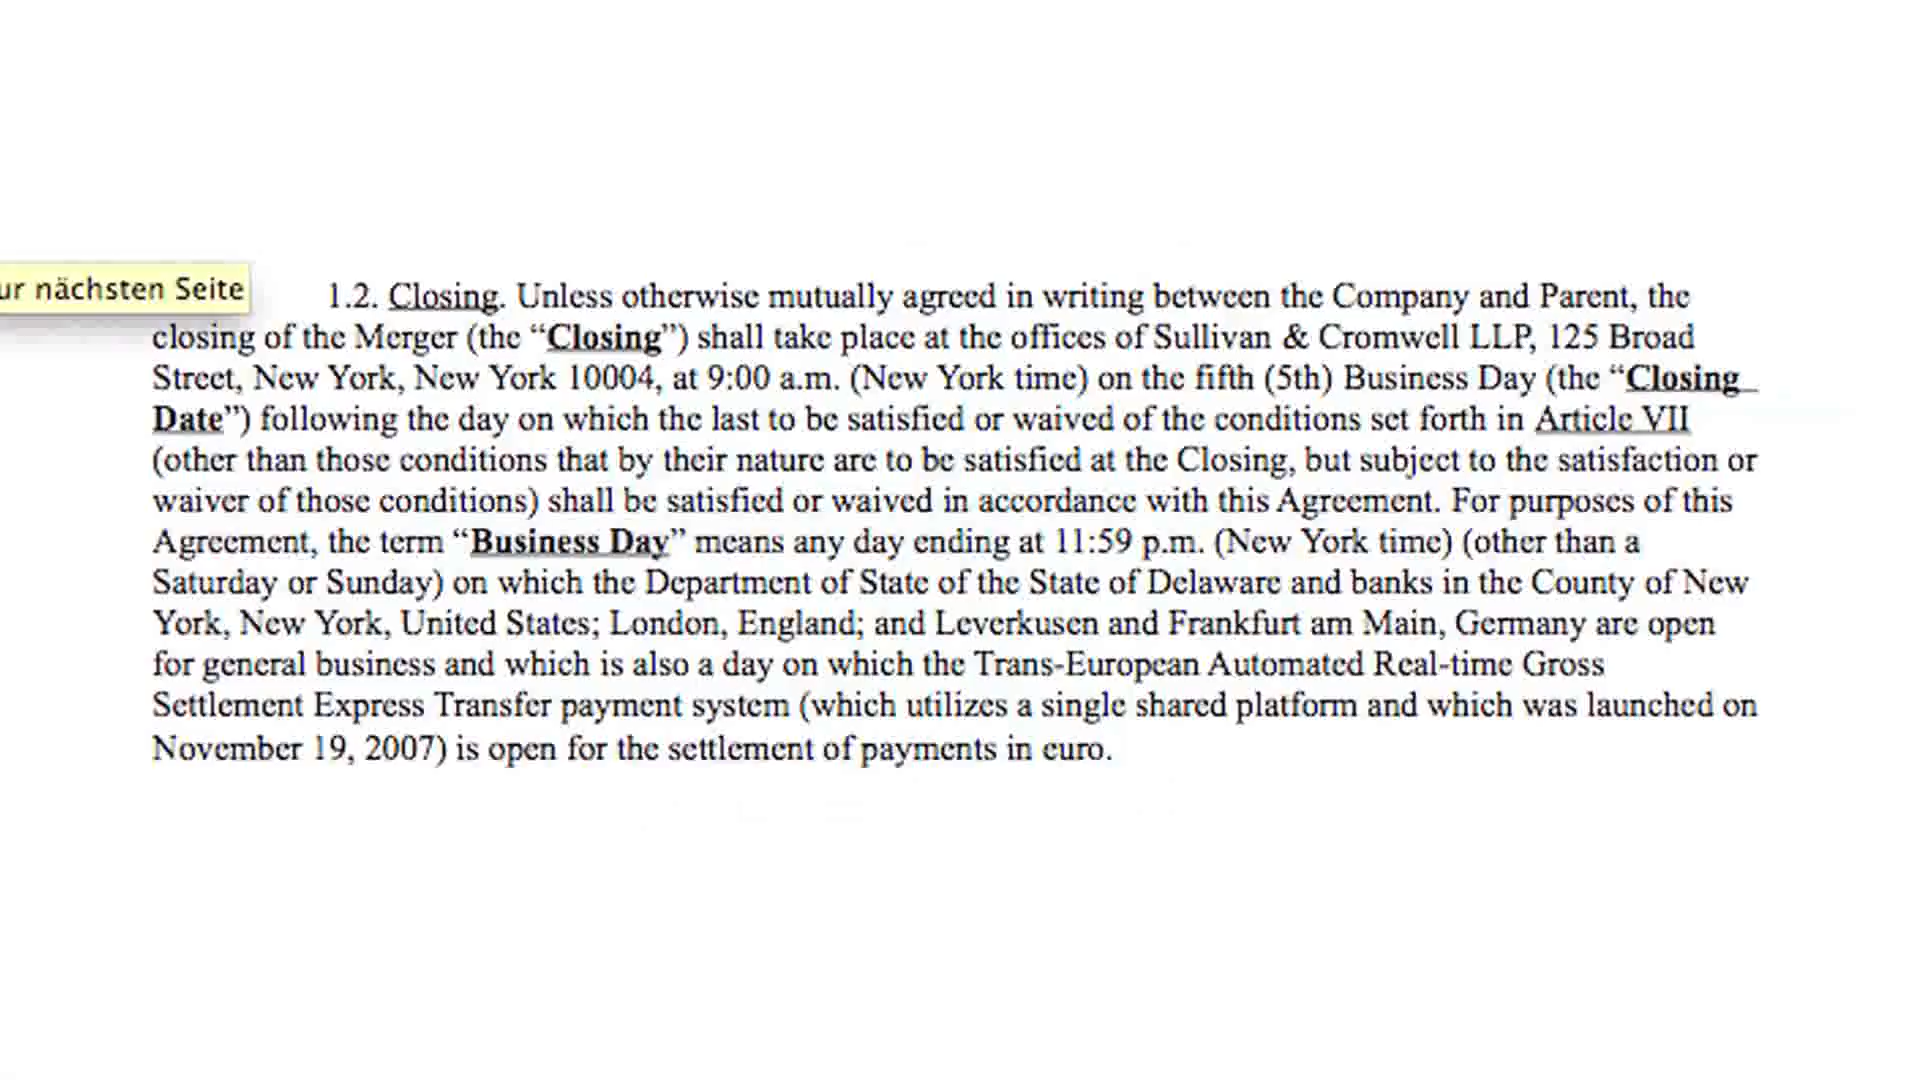 ur nächsten Seite
1.2. Closing. Unless otherwise mutually agreed in writing between the Company and Parent, the
closing of the Merger (the “Closing”) shall take place at the offices of Sullivan & Cromwell LLP, 125 Broad
Street, New York, New York 10004, at 9:00 a.m. (New York time) on the fifth (5th) Business Day (the “Closing
Date”) following the day on which the last to be satisfied or waived of the conditions set forth in Article VII
(other than those conditions that by their nature are to be satisfied at the Closing, but subject to the satisfaction or
waiver of those conditions) shall be satisfied or waived in accordance with this Agreement. For purposes of this
Agreement, the term “Business Day” means any day ending at 11:59 p.m. (New York time) (other than a
Saturday or Sunday) on which the Department of State of the State of Delaware and banks in the County of New
York, New York, United States; London, England; and Leverkusen and Frankfurt am Main, Germany are open
for general business and which is also a day on which the Trans-European Automated Real-time Gross
Settlement Express Transfer payment system (which utilizes a single shared platform and which was launched on
November 19, 2007) is open for the settlement of payments in euro.